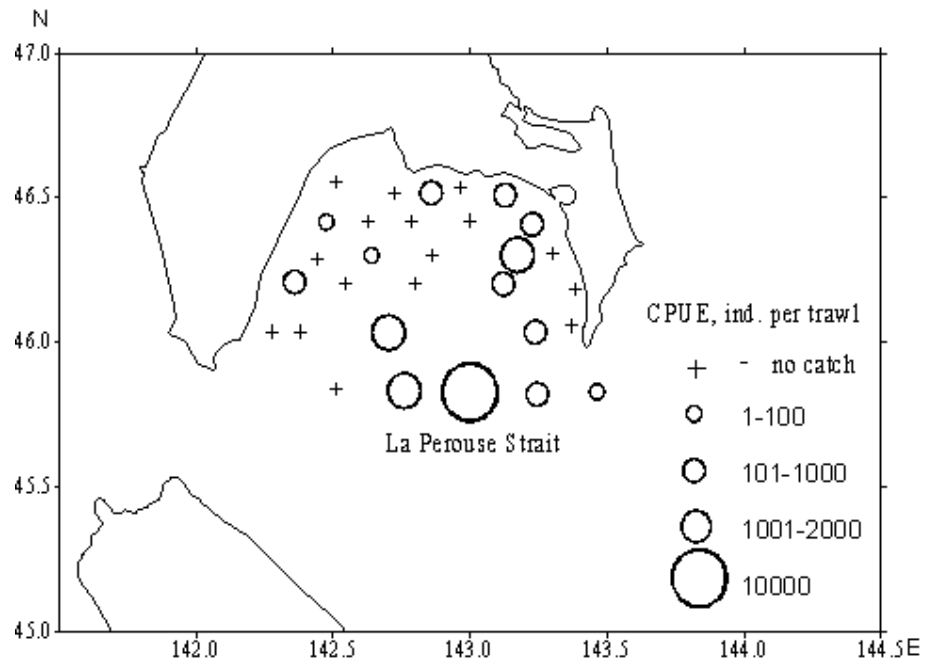 N
47.0
46.5
46.0
45.5
45.0
CPUE, ind. per trawl
+ - no catch
1-100
101-1000
1001-2000
10000
La Perouse Strait
142.0 142.5 143.0 143.5 144.0 144.5 E